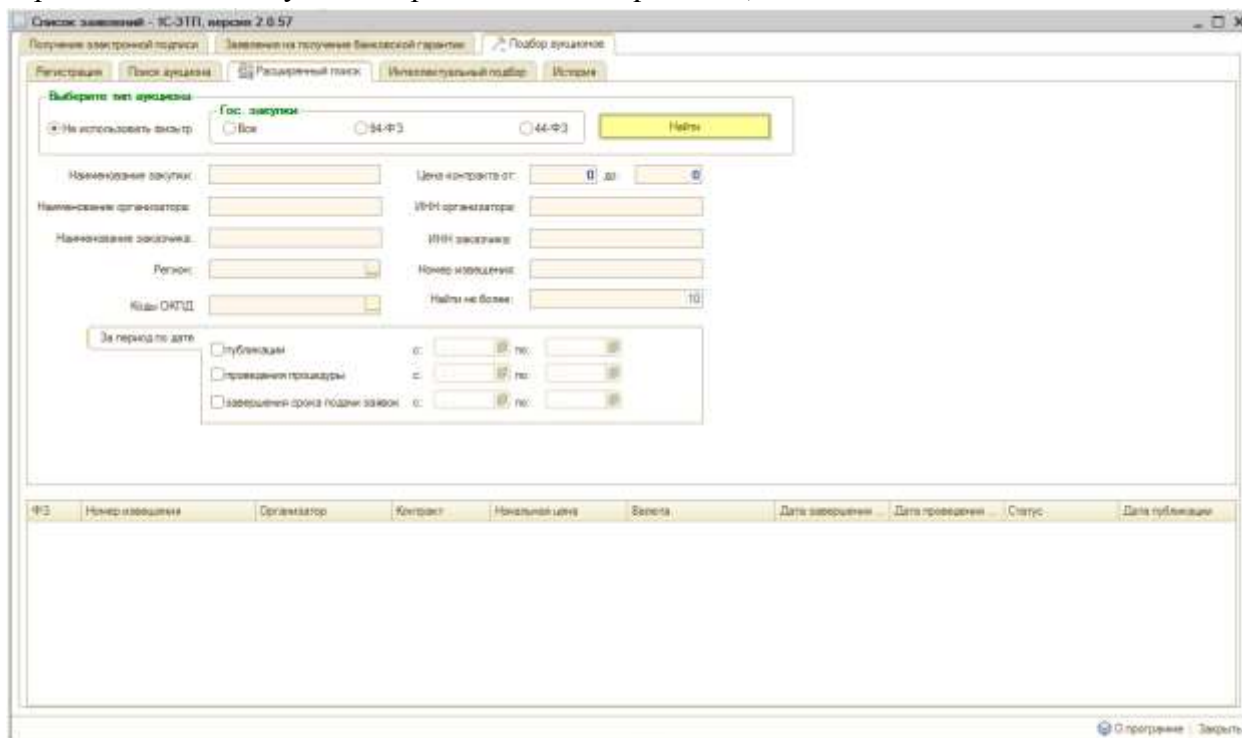 Список заявлений - 1С-ЭТП, версия 2.0.57
Получение электронной подписи Заявления на получение банковской гарантии Подбор аукционов
Регистрация Поиск аукциона Расширенный поиск Интеллектуальный подбор История
Выберите тип аукциона
Гос. закупки
Не использовать фильтр Все 94-ФЗ 44-ФЗ Найти
Наименование закупки: Цена контракта от: 0 до: 0
Наименование организатора: ИНН организатора:
Наименование заказчика: ИНН заказчика:
Регион: Номер извещения:
Коды ОКПД: Найти не более: 10
За период по дате
публикации с: по:
проведения процедуры с: по:
завершения срока подачи заявок с: по:
ФЗ Номер извещения Организатор Контракт Начальная цена Валюта Дата завершения ... Дата проведения ... Статус Дата публикации
О программе Закрыть